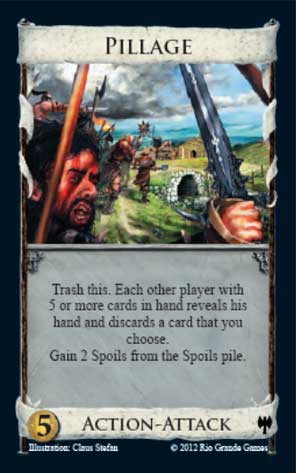 PILLAGE
Trash this. Each other player with
5 or more cards in hand reveals his
hand and discards a card that you
choose.
Gain 2 Spoils from the Spoils pile.
5 ACTION-ATTACK
Illustration: Claus Stefan © 2012 Rio Grande Games